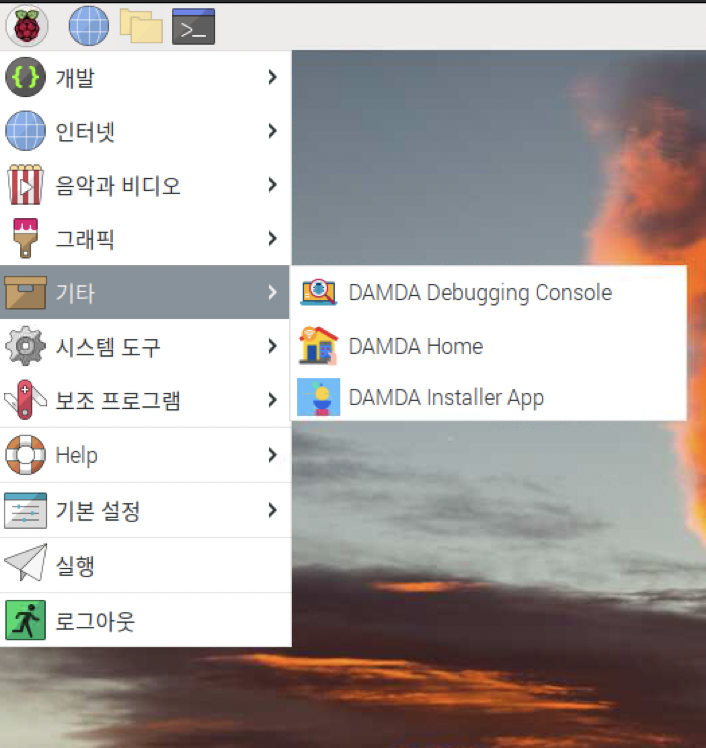 개발
인터넷
음악과 비디오
그래픽
기타
DAMDA Debugging Console
DAMDA Home
DAMDA Installer App
시스템 도구
보조 프로그램
Help
기본 설정
실행
로그아웃